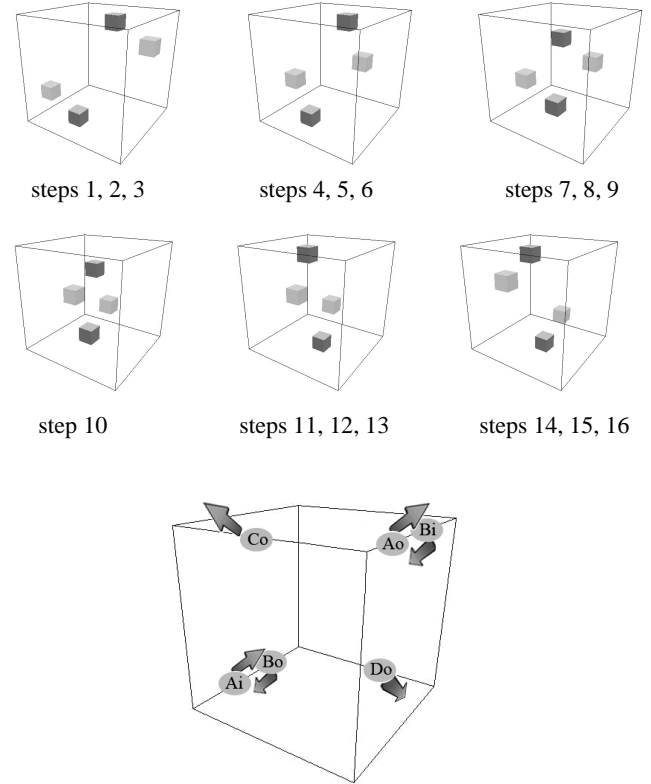 steps 1, 2, 3 steps 4, 5, 6 steps 7, 8, 9
step 10 steps 11, 12, 13 steps 14, 15, 16
Co Ao Bi
Ai Bo Do